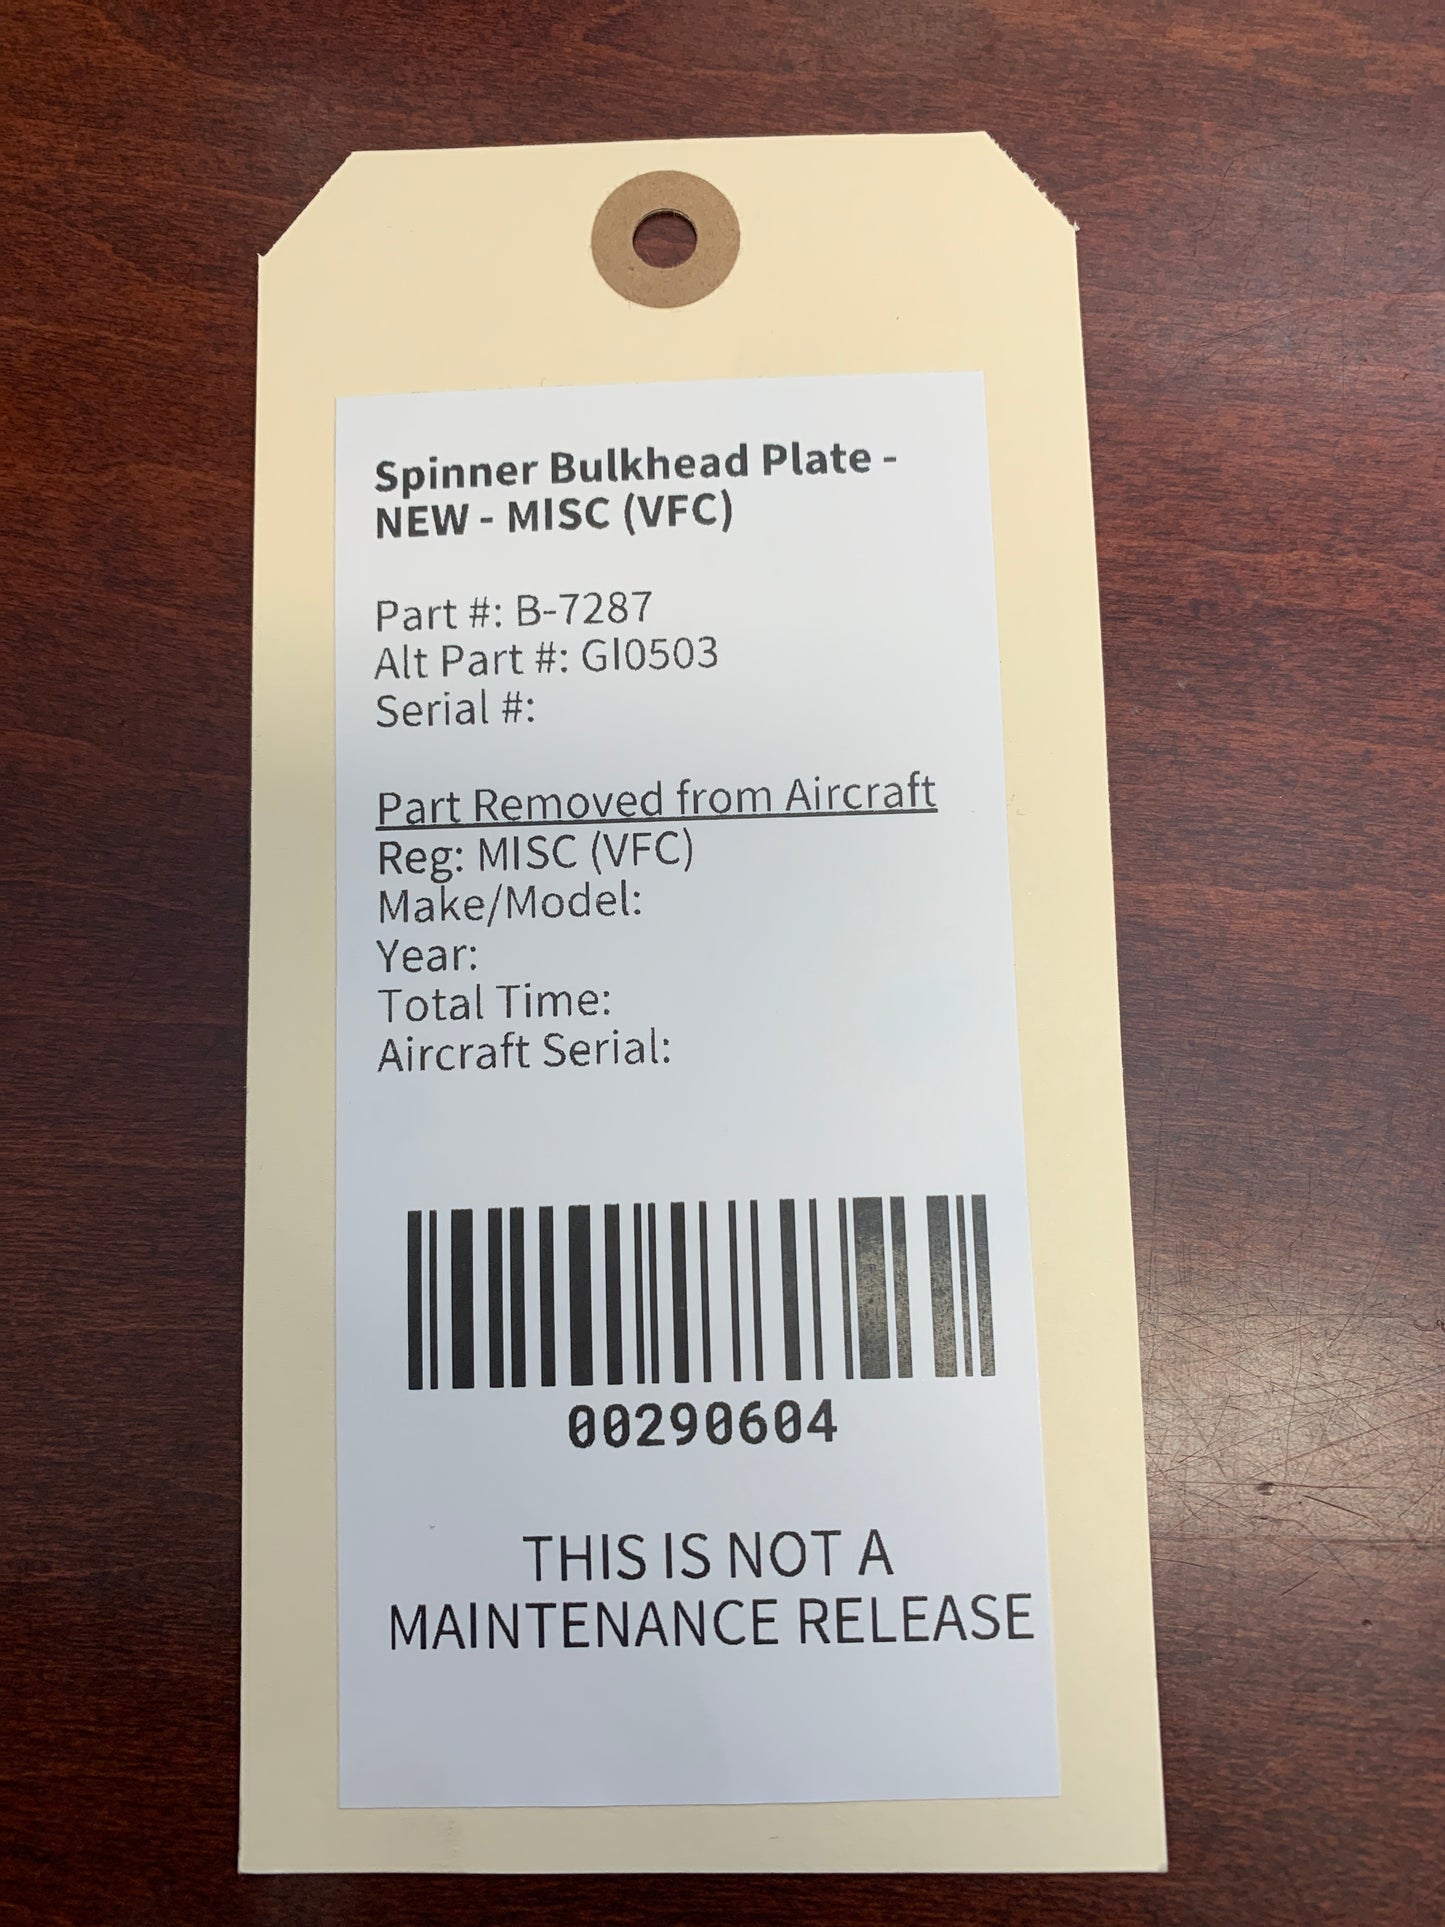 Spinner Bulkhead Plate -
NEW - MISC (VFC)
Part #: B-7287
Alt Part #: Gl0503
Serial #:
Part Removed from Aircraft
Reg: MISC (VFC)
Make/Model:
Year:
Total Time:
Aircraft Serial:
00290604
THIS IS NOT A
MAINTENANCE RELEASE